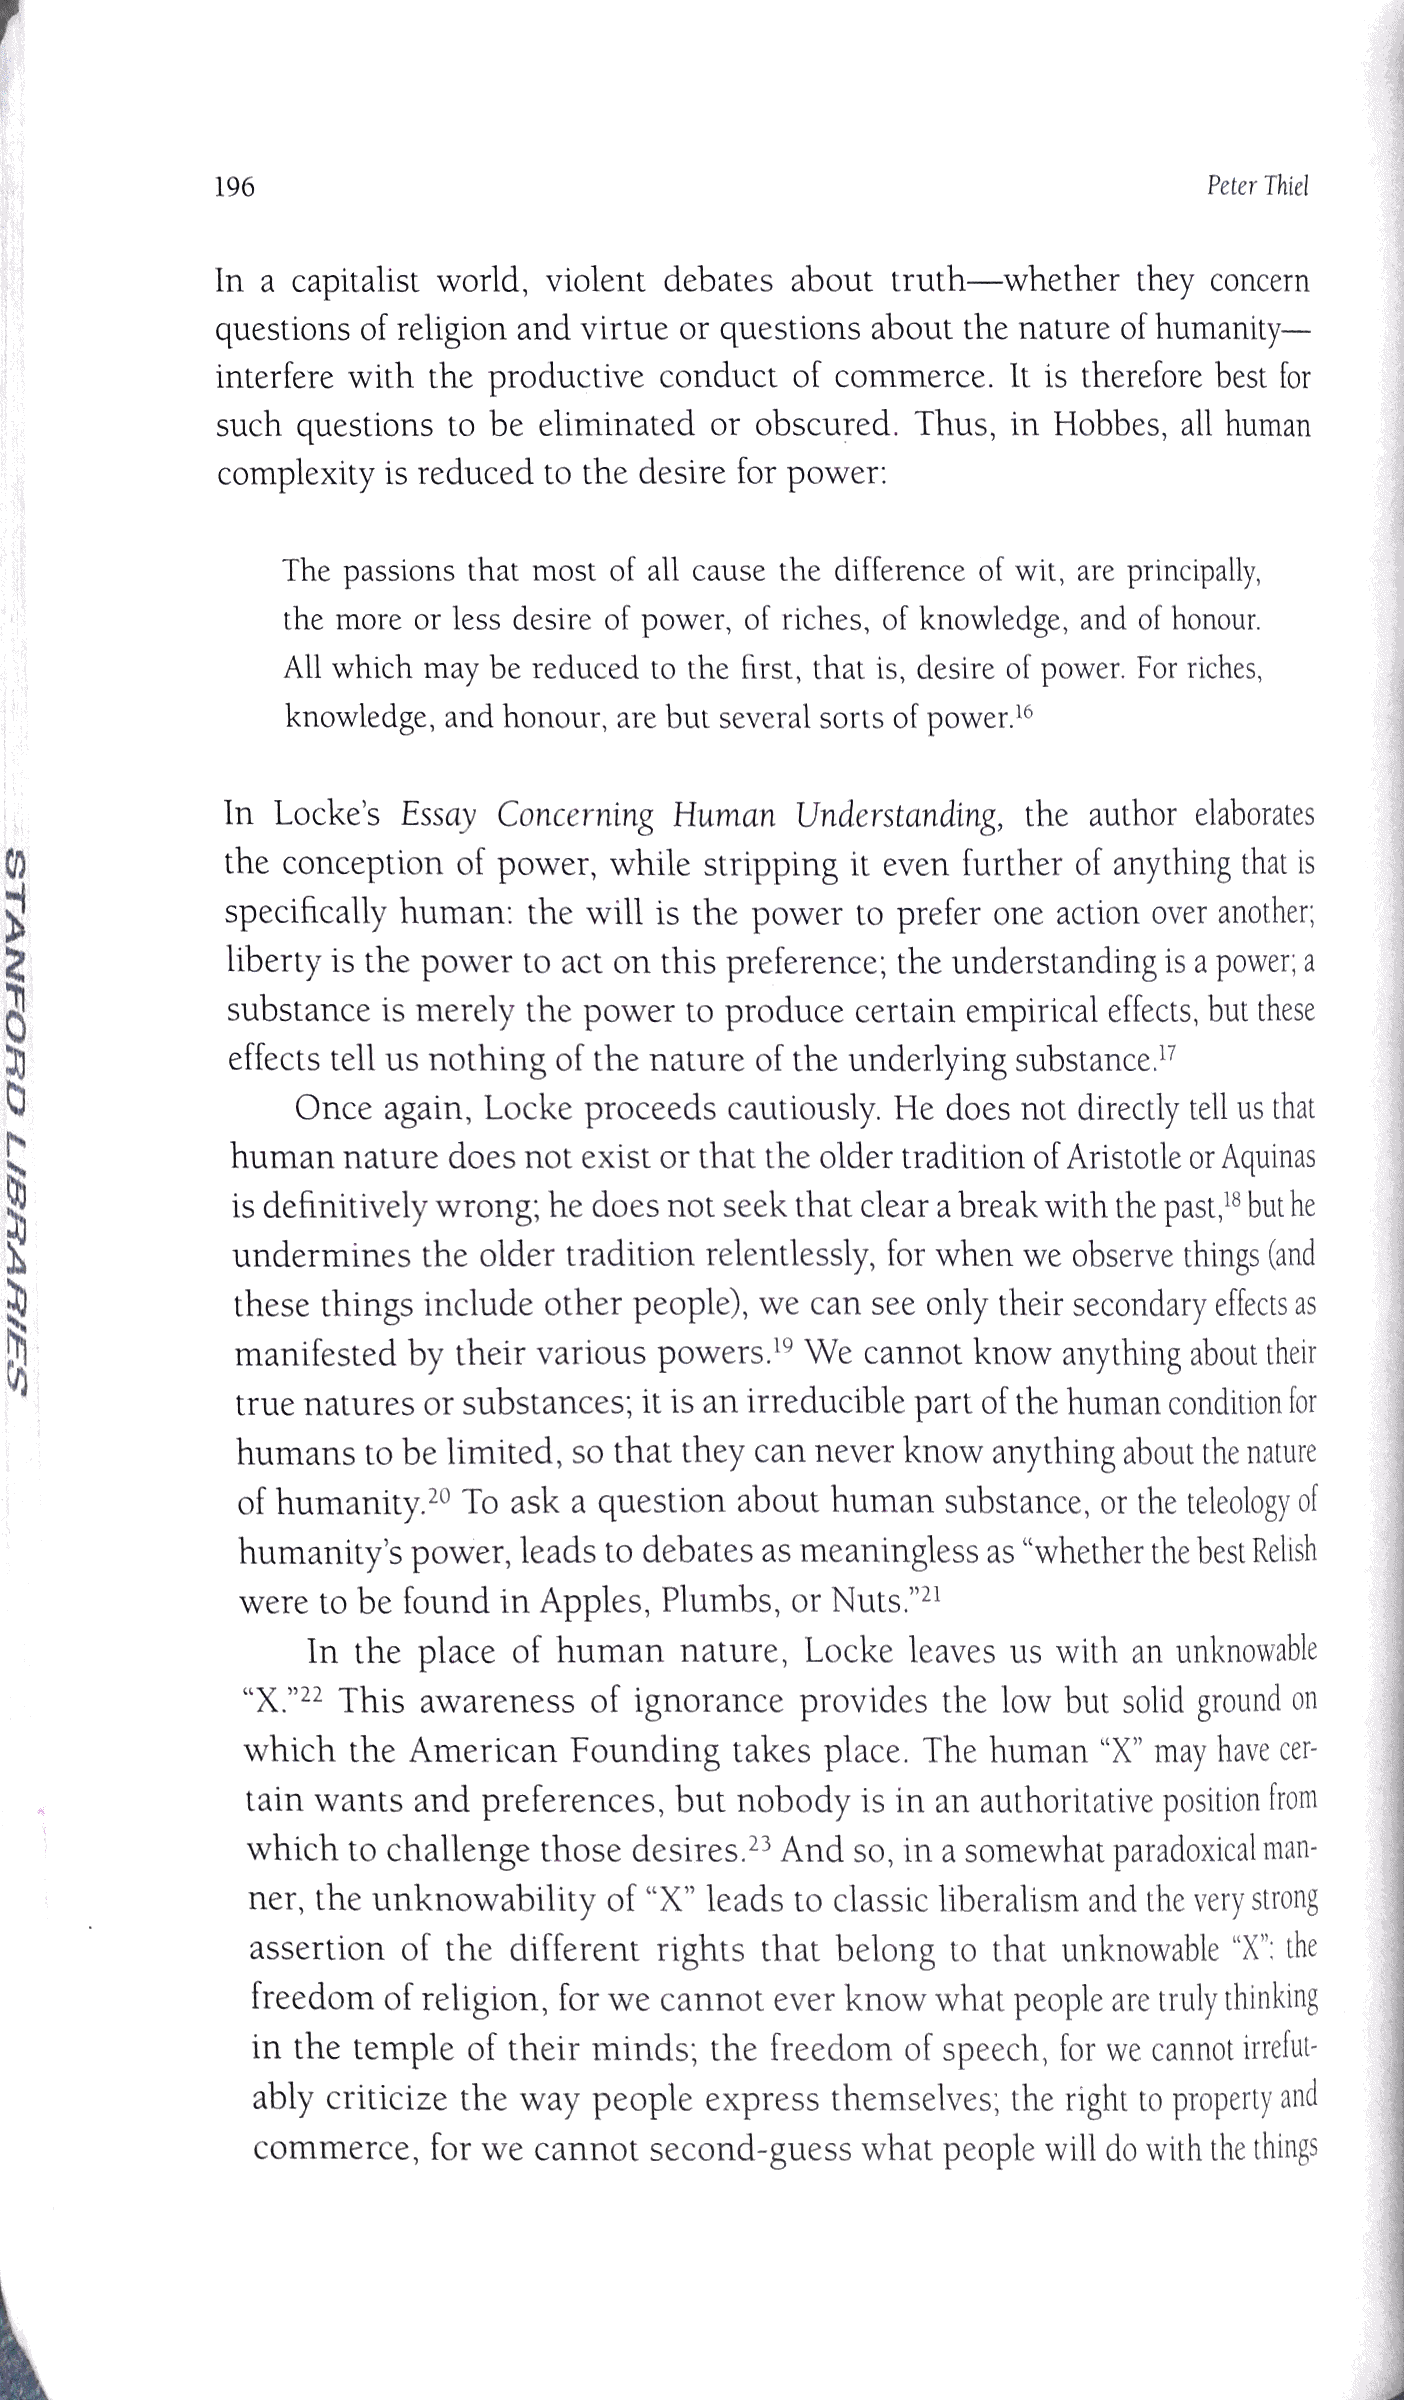 196
Peter Thiel
In a capitalist world, violent debates about truth—whether they concern
questions of religion and virtue or questions about the nature of humanity—
interfere with the productive conduct of commerce. It is therefore best for
such questions to be eliminated or obscured. Thus, in Hobbes, all human
complexity is reduced to the desire for power:
The passions that most of all cause the difference of wit, are principally,
the more or less desire of power, of riches, of knowledge, and of honour.
All which may be reduced to the first, that is, desire of power. For riches,
knowledge, and honour, are but several sorts of power.16
In Locke’s Essay Concerning Human Understanding, the author elaborates
the conception of power, while stripping it even further of anything that is
specifically human: the will is the power to prefer one action over another;
liberty is the power to act on this preference; the understanding is a power; a
substance is merely the power to produce certain empirical effects, but these
effects tell us nothing of the nature of the underlying substance.17
Once again, Locke proceeds cautiously. He does not directly tell us that
human nature does not exist or that the older tradition of Aristotle or Aquinas
is definitively wrong; he does not seek that clear a break with the past,18 but he
undermines the older tradition relentlessly, for when we observe things (and
these things include other people), we can see only their secondary effects as
manifested by their various powers.19 We cannot know anything about their
true natures or substances; it is an irreducible part of the human condition for
humans to be limited, so that they can never know anything about the nature
of humanity.20 To ask a question about human substance, or the teleology of
humanity’s power, leads to debates as meaningless as “whether the best Relish
were to be found in Apples, Plumbs, or Nuts.”21
In the place of human nature, Locke leaves us with an unknowable
“X.”22 This awareness of ignorance provides the low but solid ground on
which the American Founding takes place. The human “X” may have cer-
tain wants and preferences, but nobody is in an authoritative position from
which to challenge those desires.23 And so, in a somewhat paradoxical man-
ner, the unknowability of “X” leads to classic liberalism and the very strong
assertion of the different rights that belong to that unknowable “X”: the
freedom of religion, for we cannot ever know what people are truly thinking
in the temple of their minds; the freedom of speech, for we cannot irrefut-
ably criticize the way people express themselves; the right to property and
commerce, for we cannot second-guess what people will do with the things
STANFORD LIBRARIES